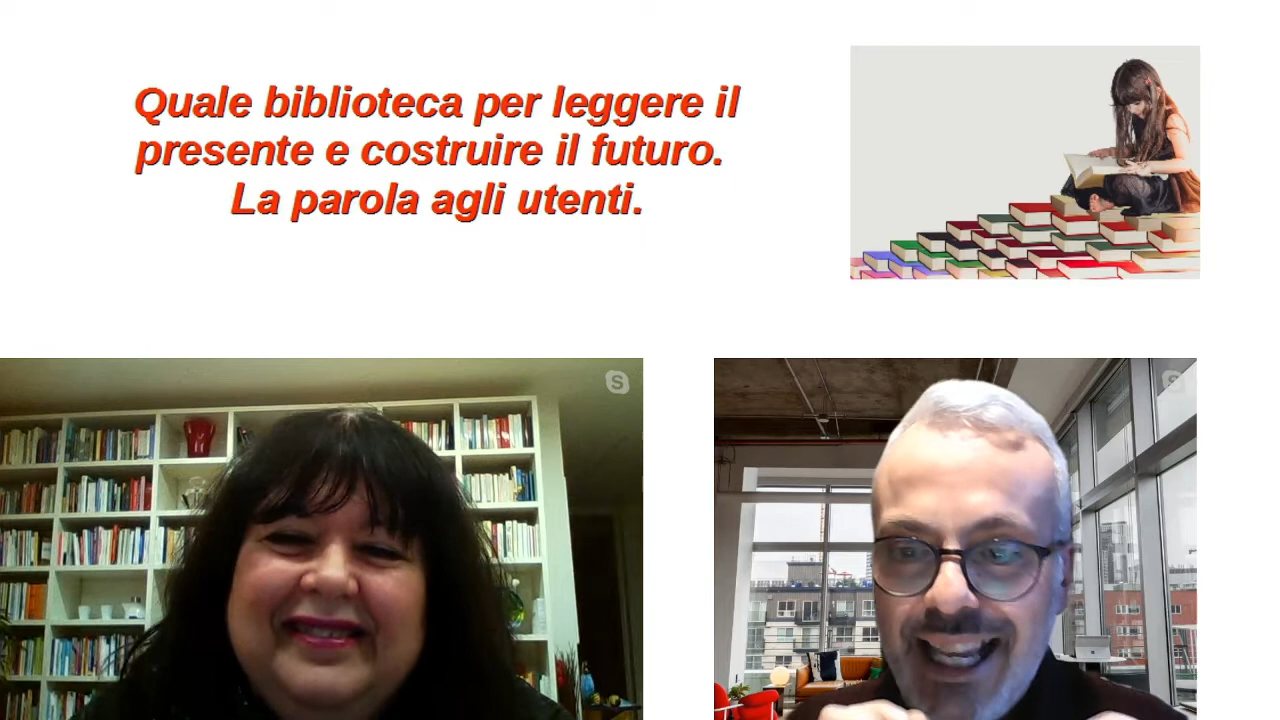 Quale biblioteca per leggere il
presente e costruire il futuro.
La parola agli utenti.